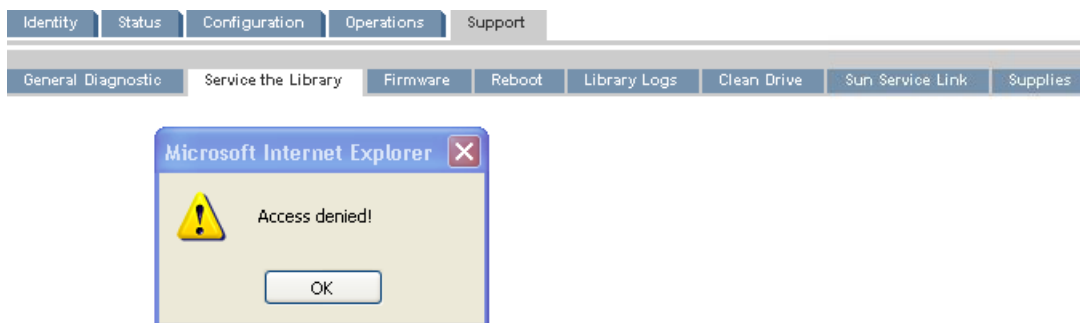 Identity Status Configuration Operations Support
General Diagnostic Service the Library Firmware Reboot Library Logs Clean Drive Sun Service Link Supplies
Microsoft Internet Explorer
Access denied!
OK